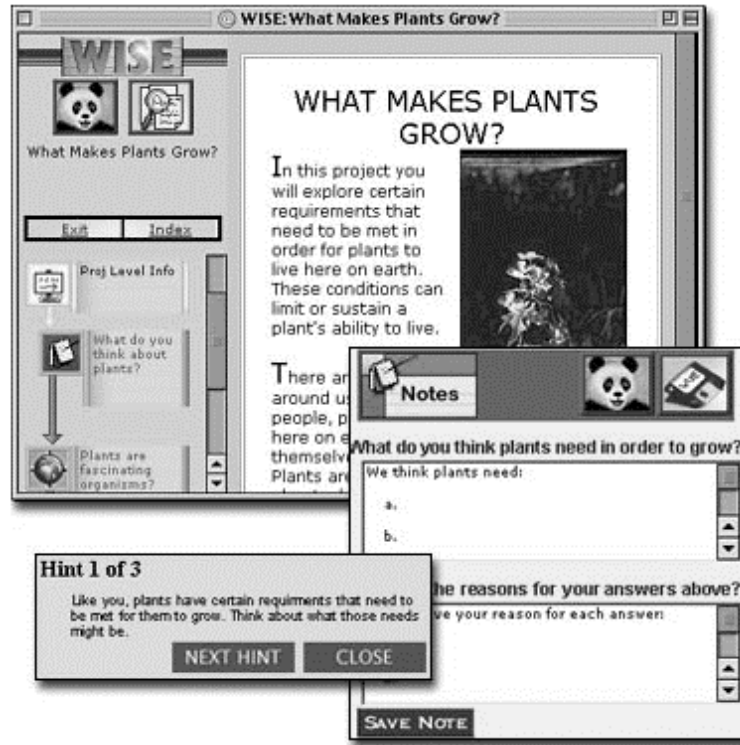 WISE: What Makes Plants Grow?
WISE
What Makes Plants Grow?
Exit Index
Proj Level Info
What do you
think about
plants?
Plants are
fascinating
organisms?
WHAT MAKES PLANTS
GROW?
In this project you
will explore certain
requirements that
need to be met in
order for plants to
live here on earth.
These conditions can
limit or sustain a
plant's ability to live.
There
around
people,
here on
Plants
Notes
What do you think plants need in order to grow?
We think plants need:
a.
b.
he reasons for your answers above?
ve your reason for each answer:
SAVE NOTE
Hint 1 of 3
Like you, plants have certain requirments that need to
be met for them to grow. Think about what those needs
might be.
NEXT HINT CLOSE